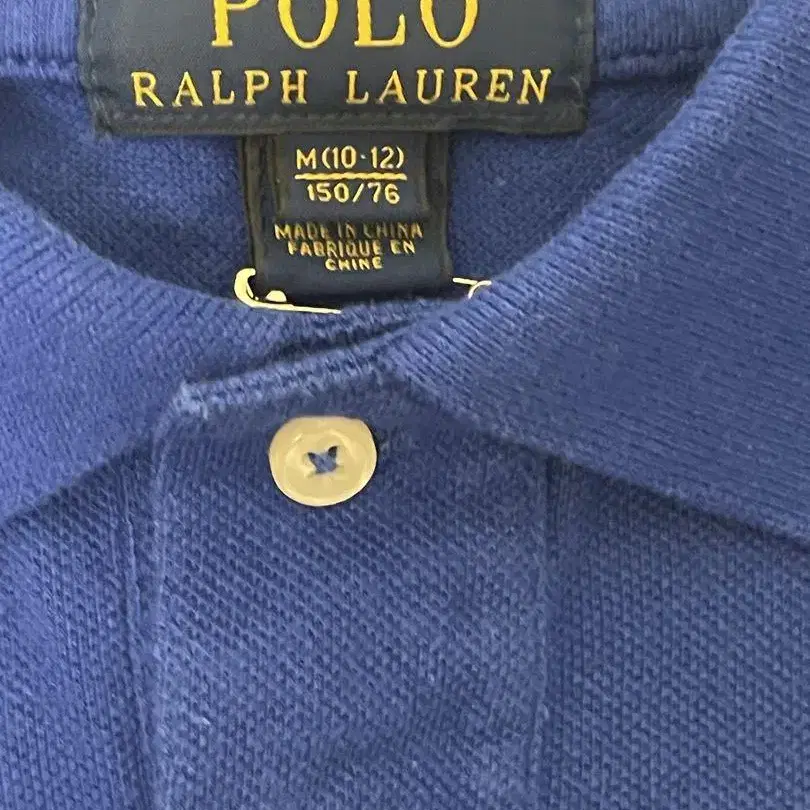 POLO
RALPH LAUREN
M(10-12)
150/76
MADE IN CHINA
FABRIQUE EN
CHINE